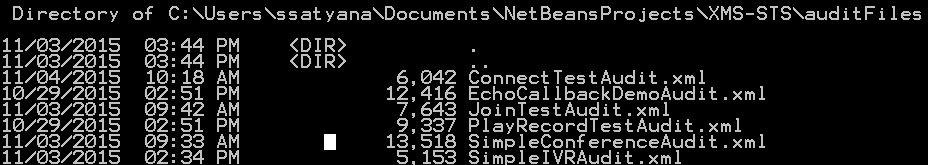 Directory of C:\Users\ssatyana\Documents\NetBeansProjects\XMS-STS\auditFiles
11/03/2015 03:44 PM <DIR> .
11/03/2015 03:44 PM <DIR> ..
11/04/2015 10:18 AM 6,042 ConnectTestAudit.xml
10/29/2015 02:51 PM 12,416 EchoCallbackDemoAudit.xml
11/03/2015 09:42 AM 7,643 JoinTestAudit.xml
10/29/2015 02:51 PM 9,337 PlayRecordTestAudit.xml
11/03/2015 09:33 AM 13,518 SimpleConferenceAudit.xml
11/03/2015 02:34 PM 5,153 SimpleIVRAudit.xml